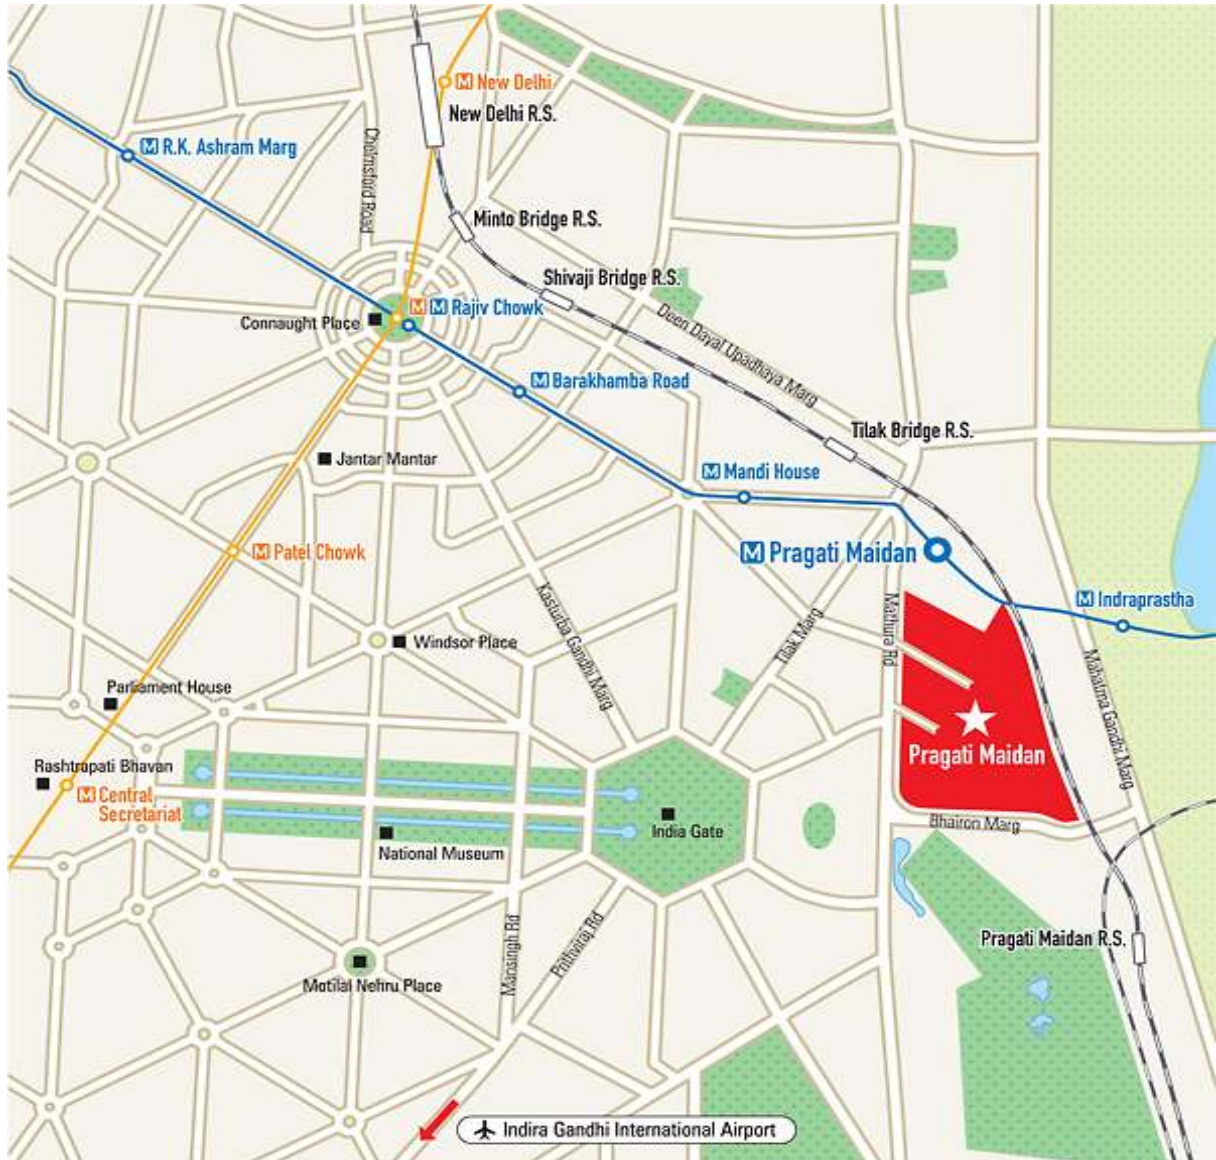 M New Delhi
New Delhi R.S.
M R.K. Ashram Marg
Chelmsford Road
Minto Bridge R.S.
Shivaji Bridge R.S.
M M Rajiv Chowk
Connaught Place
Deen Dayal Upadhaya Marg
M Barakhamba Road
Tilak Bridge R.S.
Jantar Mantar
M Mandi House
M Patel Chowk
M Pragati Maidan
M Indraprastha
Kasturba Gandhi Marg
Tilak Marg
Mathura Rd
Windsor Place
Mahatma Gandhi Marg
Parliament House
Pragati Maidan
Rashtrapati Bhavan
M Central
Secretariat
India Gate
Bhairon Marg
National Museum
Mansingh Rd
Prithviraj Rd
Pragati Maidan R.S.
Motilal Nehru Place
Indira Gandhi International Airport